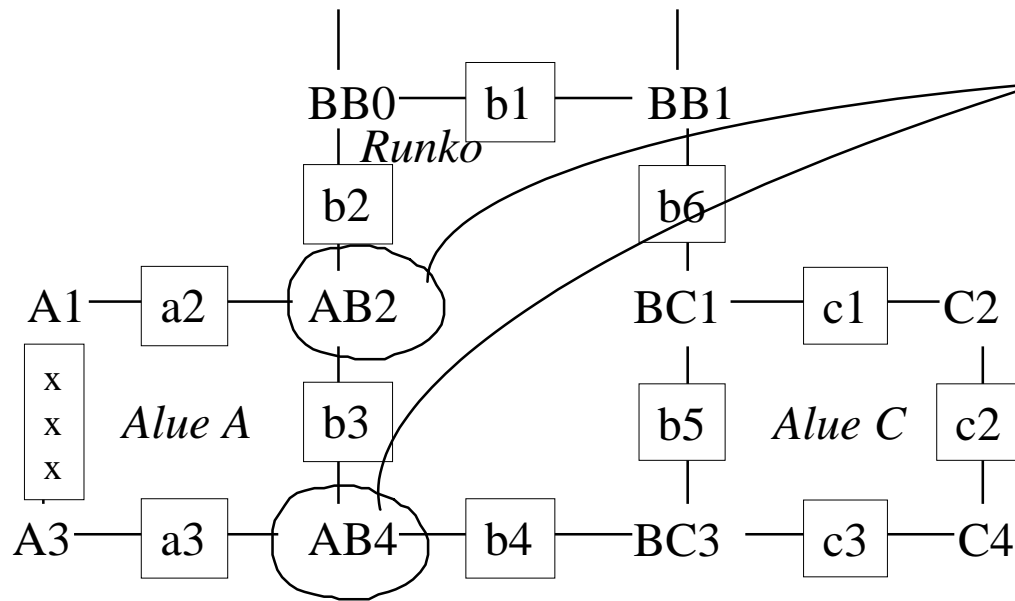 BB0 b1 BB1
Runko
b2 b6
A1 a2 AB2 BC1 c1 C2
x
x
x
Alue A b3 b5 Alue C c2
A3 a3 AB4 b4 BC3 c3 C4